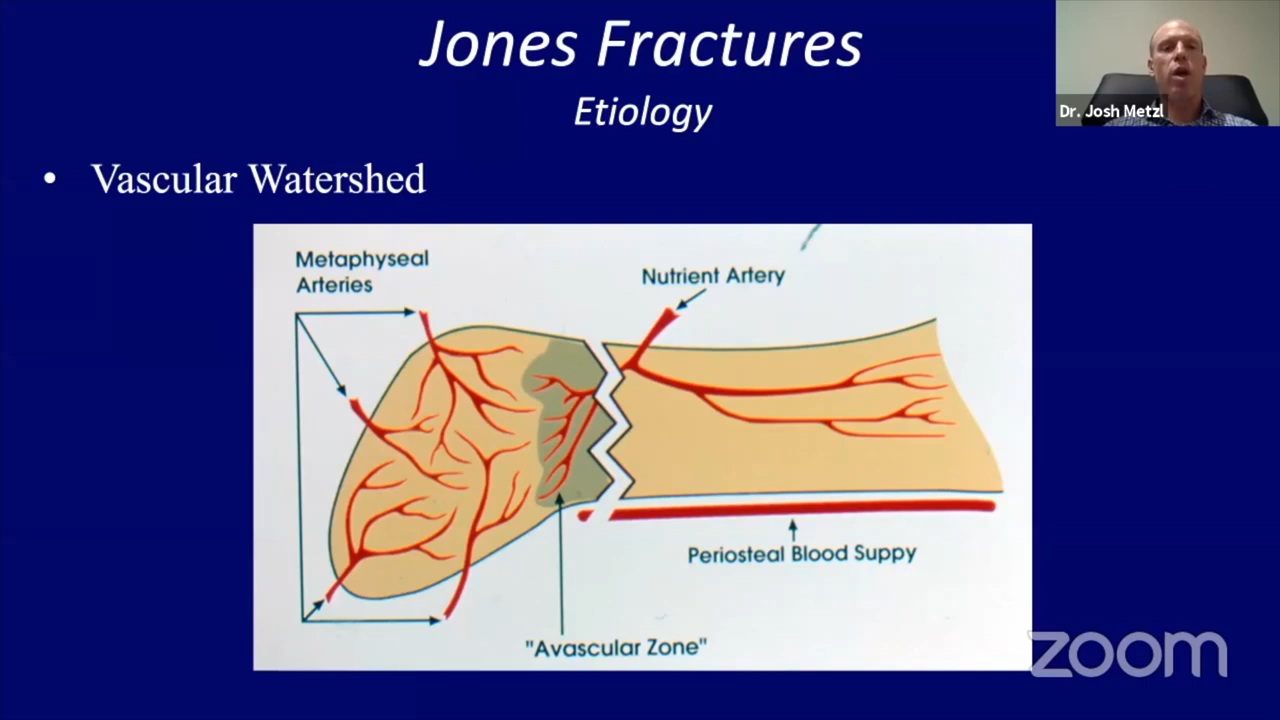 Jones Fractures
Etiology
Dr. Josh Metzl
• Vascular Watershed
Metaphyseal
Arteries
Nutrient Artery
Periosteal Blood Suppy
"Avascular Zone"
zoom